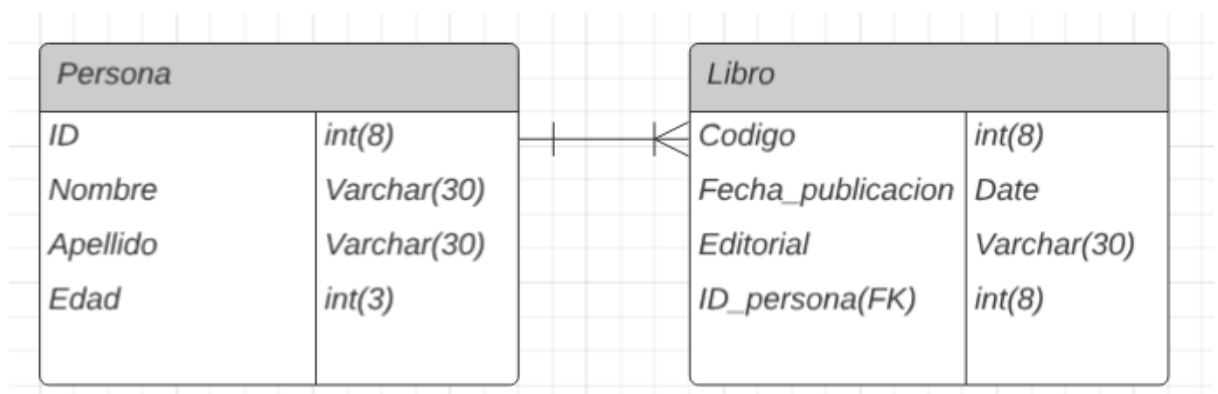 Persona
ID int(8)
Nombre Varchar(30)
Apellido Varchar(30)
Edad int(3)
Libro
Codigo int(8)
Fecha_publicacion Date
Editorial Varchar(30)
ID_persona(FK) int(8)